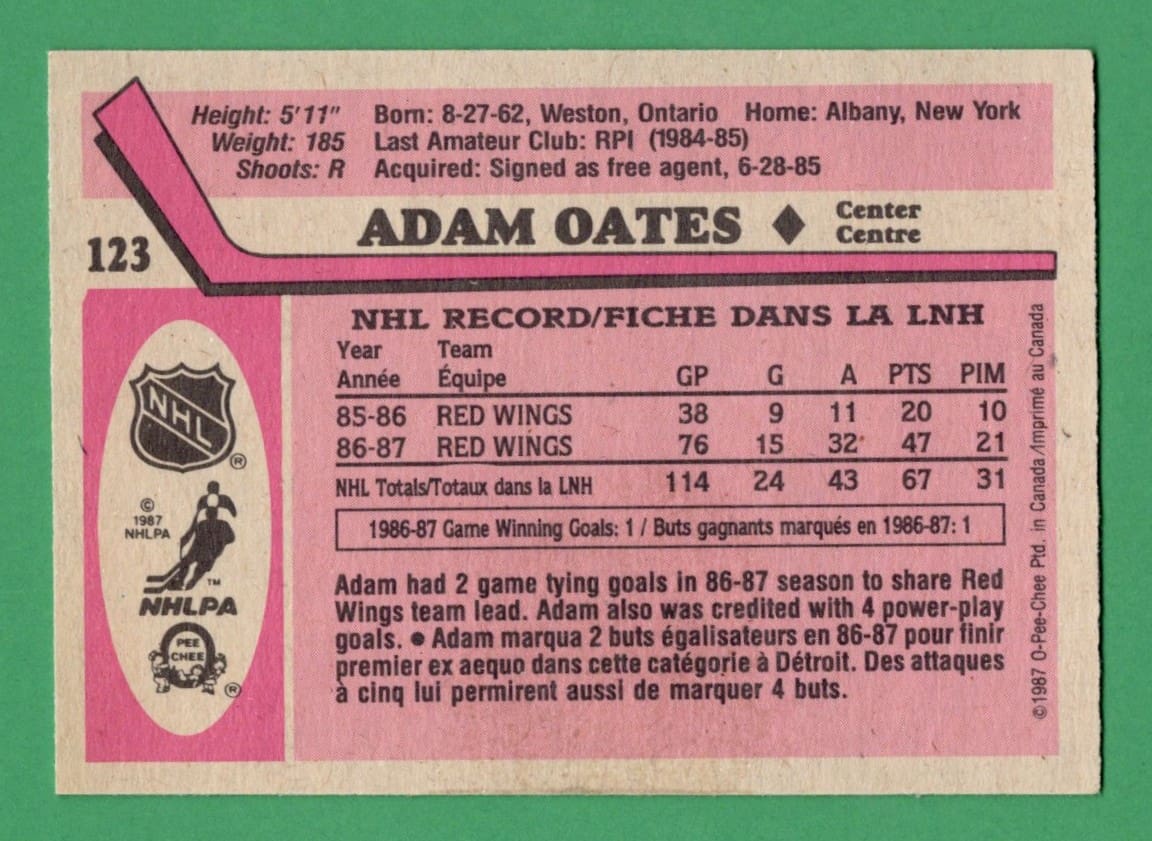 Height: 5'11" Born: 8-27-62, Weston, Ontario Home: Albany, New York
Weight: 185 Last Amateur Club: RPI (1984-85)
Shoots: R Acquired: Signed as free agent, 6-28-85
ADAM OATES ♦ Center
Centre
123
NHL RECORD/FICHE DANS LA LNH
Year Team
Année Équipe GP G A PTS PIM
85-86 RED WINGS 38 9 11 20 10
86-87 RED WINGS 76 15 32 47 21
NHL Totals/Totaux dans la LNH 114 24 43 67 31
1986-87 Game Winning Goals: 1 / Buts gagnants marqués en 1986-87: 1
Adam had 2 game tying goals in 86-87 season to share Red
Wings team lead. Adam also was credited with 4 power-play
goals. ● Adam marqua 2 buts égalisateurs en 86-87 pour finir
premier ex aequo dans cette catégorie à Détroit. Des attaques
à cinq lui permirent aussi de marquer 4 buts.
NHL ®
©
1987
NHLPA
TM
NHLPA
PEE
CHEE
®
©1987 O-Pee-Chee Ptd. in Canada/Imprimé au Canada